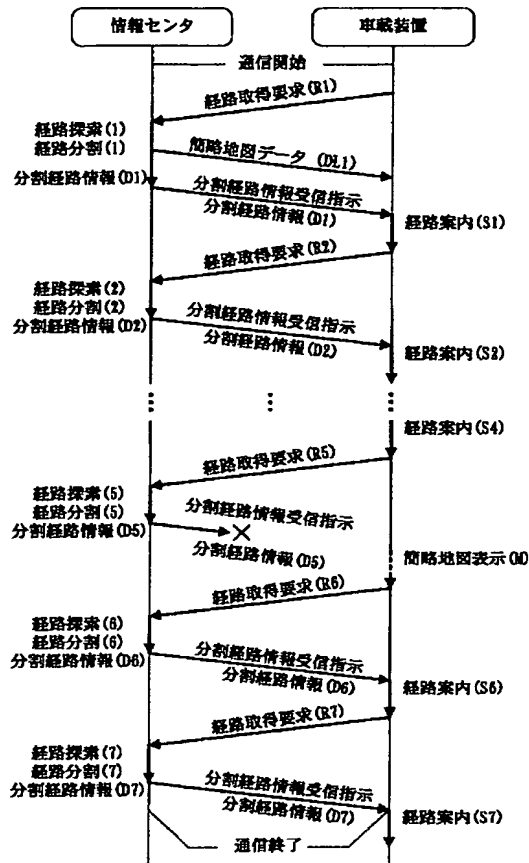 情報センタ
車載装置
通信開始
経路取得要求(R1)
経路探索(1)
経路分割(1)
簡略地図データ(DL1)
分割経路情報(D1)
分割経路情報受信指示
分割経路情報(D1)
経路案内(S1)
経路取得要求(R2)
経路探索(2)
経路分割(2)
分割経路情報(D2)
分割経路情報受信指示
分割経路情報(D2)
経路案内(S2)
経路案内(S4)
経路取得要求(R5)
経路探索(5)
経路分割(5)
分割経路情報(D5)
分割経路情報受信指示
分割経路情報(D5)
簡略地図表示(M)
経路取得要求(R6)
経路探索(6)
経路分割(6)
分割経路情報(D6)
分割経路情報受信指示
分割経路情報(D6)
経路案内(S6)
経路取得要求(R7)
経路探索(7)
経路分割(7)
分割経路情報(D7)
分割経路情報受信指示
分割経路情報(D7)
経路案内(S7)
通信終了